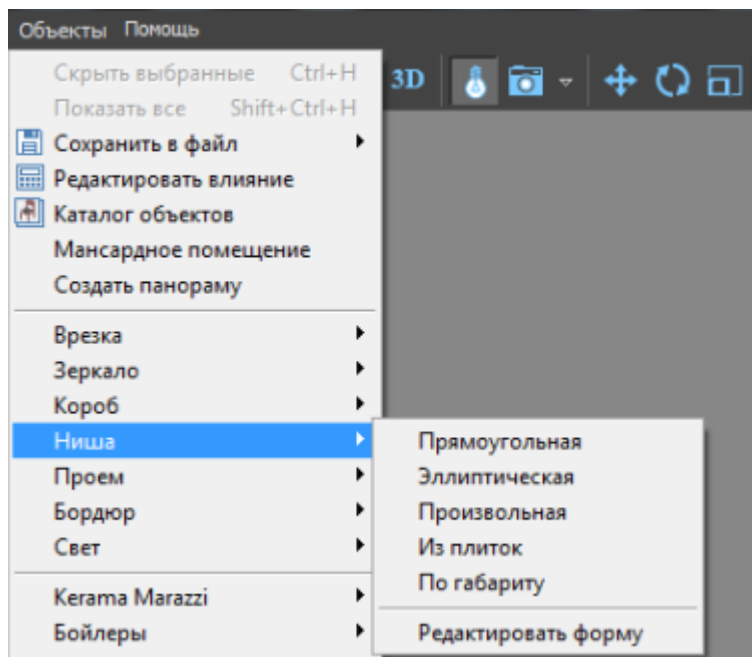 Объекты Помощь
Скрыть выбранные Ctrl+H
Показать все Shift+Ctrl+H
3D
Сохранить в файл
Редактировать влияние
Каталог объектов
Мансардное помещение
Создать панораму
Врезка
Зеркало
Короб
Ниша
Проем
Бордюр
Свет
Kerama Marazzi
Бойлеры
Прямоугольная
Эллиптическая
Произвольная
Из плиток
По габариту
Редактировать форму